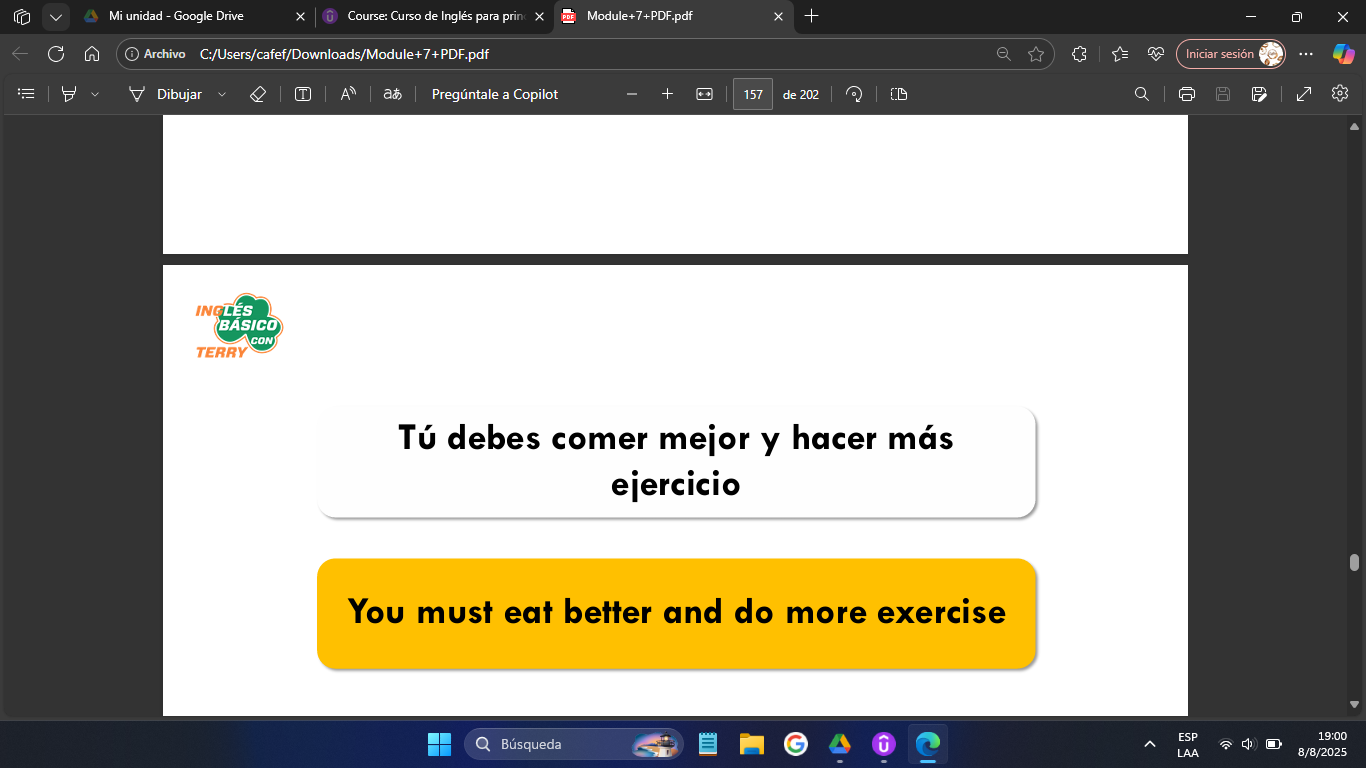 Mi unidad - Google Drive
Course: Curso de Inglés para prin
Module+7+PDF.pdf
Archivo
C:/Users/cafef/Downloads/Module+7+PDF.pdf
Iniciar sesión
Dibujar
Pregúntale a Copilot
157 de 202
INGLÉS
BÁSICO
CON
TERRY
Tú debes comer mejor y hacer más
ejercicio
You must eat better and do more exercise
Búsqueda
ESP
LAA
19:00
8/8/2025